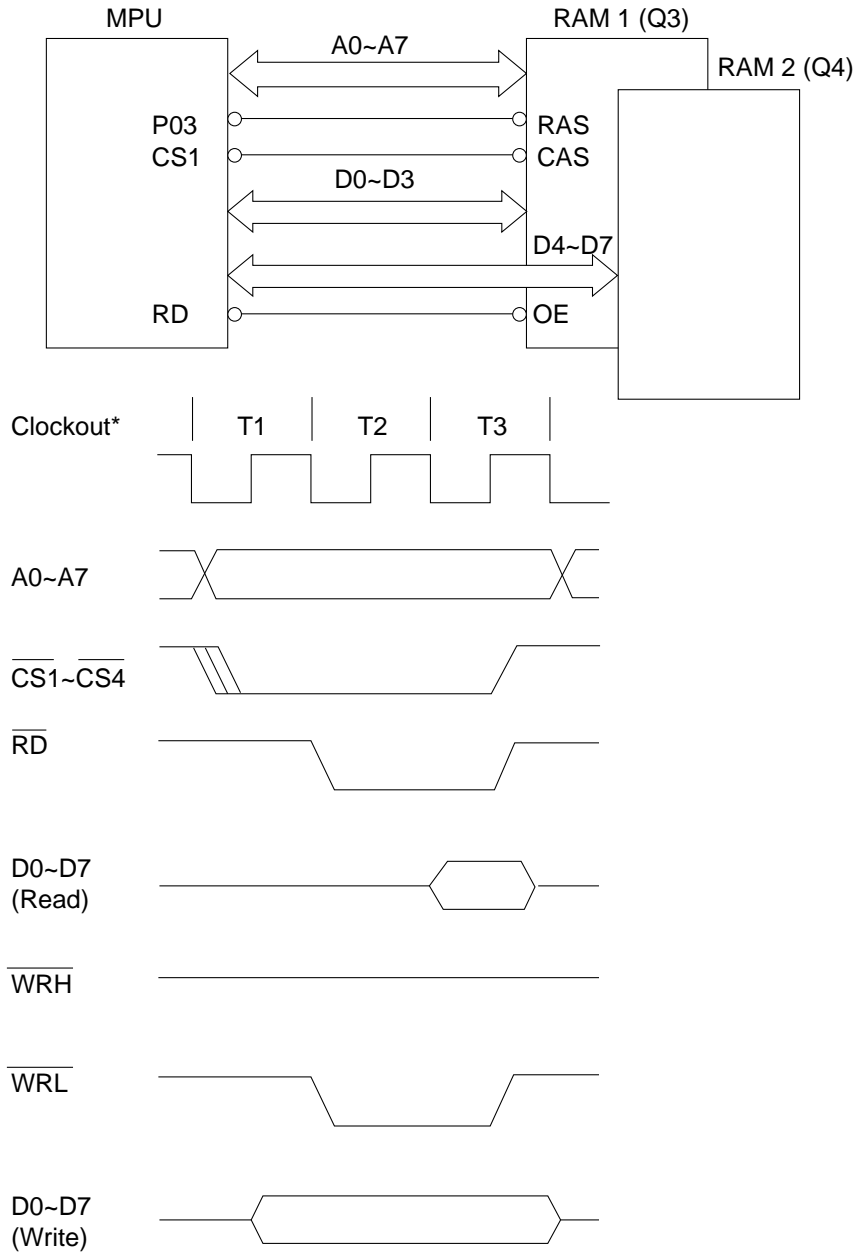 MPU
RAM 1 (Q3)
A0~A7
RAM 2 (Q4)
P03
RAS
CS1
CAS
D0~D3
D4~D7
RD
OE
Clockout*
T1
T2
T3
A0~A7
CS1~CS4
RD
D0~D7
(Read)
WRH
WRL
D0~D7
(Write)